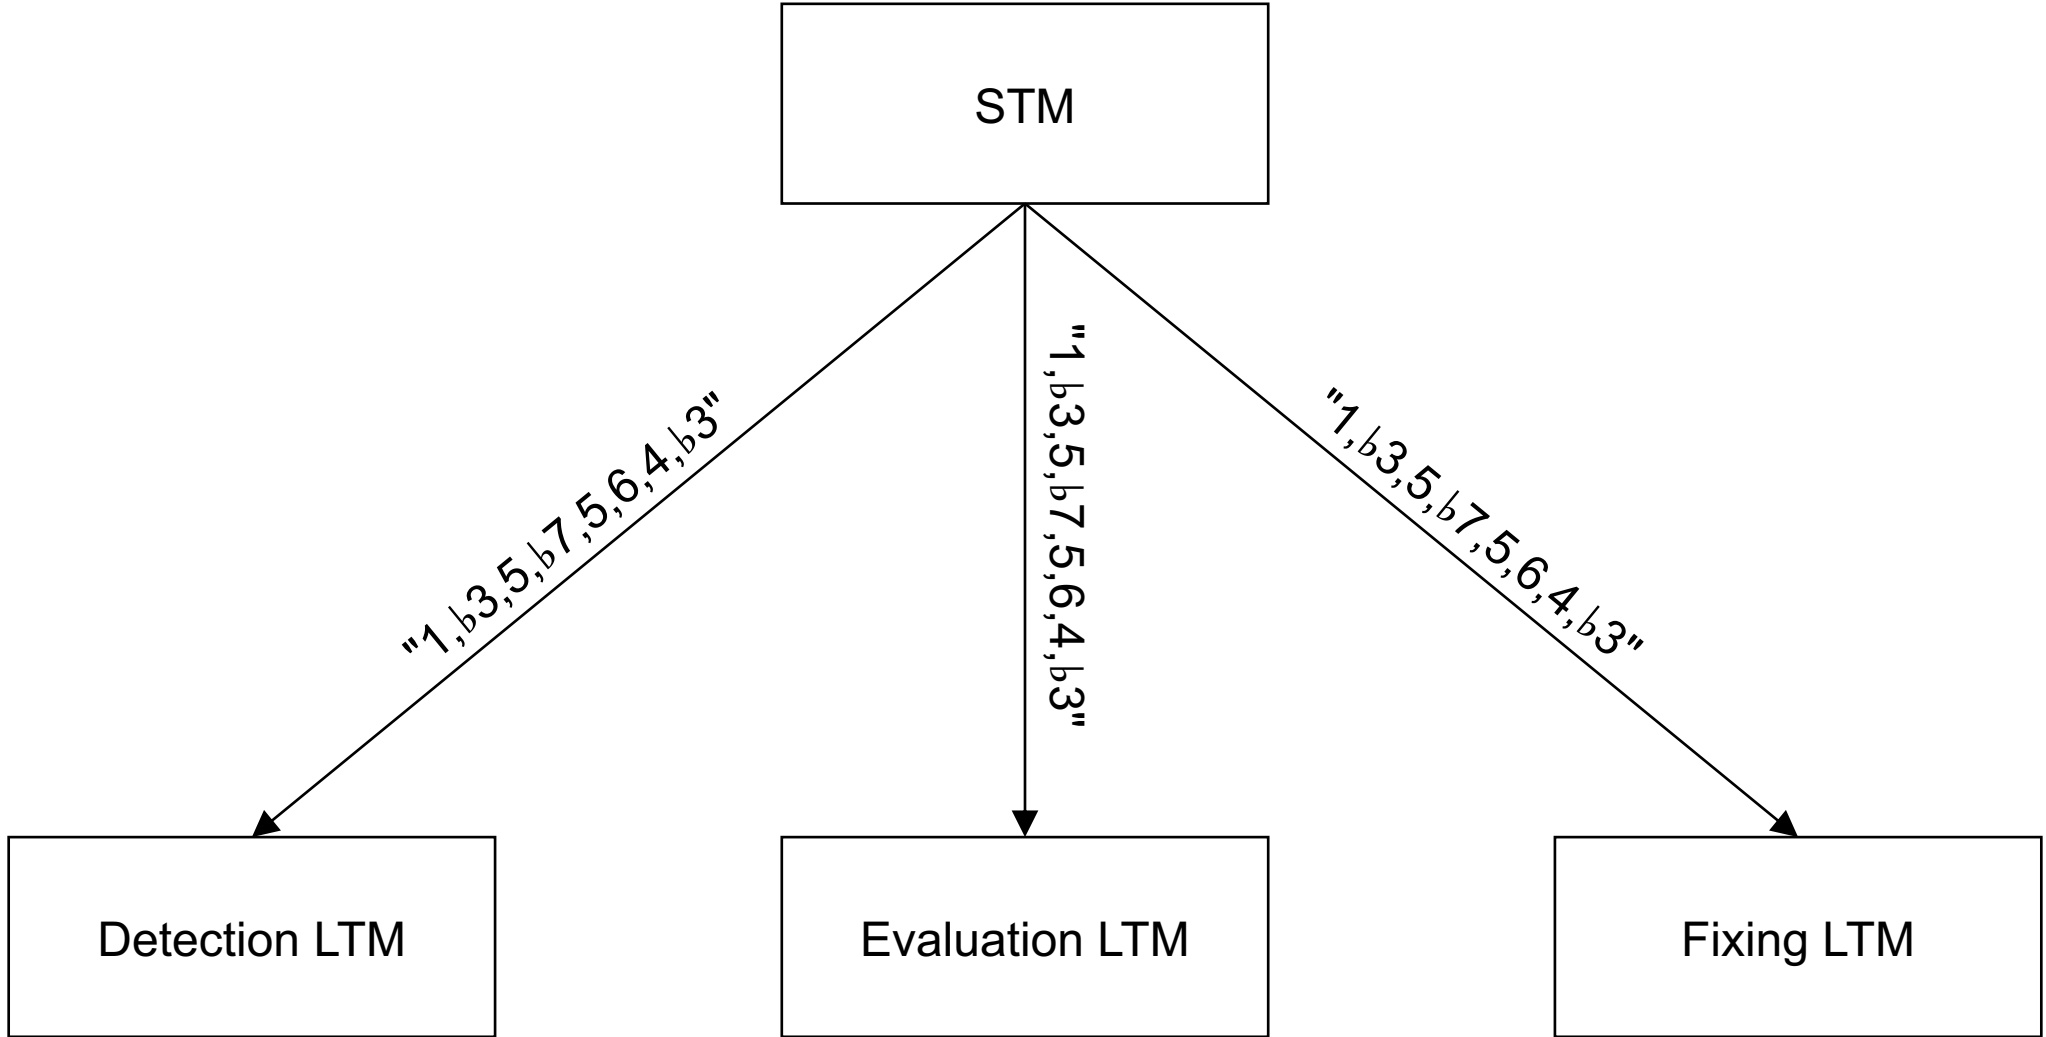 STM
"1,♭3,5,♭7,5,6,4,♭3"
"1,♭3,5,♭7,5,6,4,♭3"
"1,♭3,5,♭7,5,6,4,♭3"
Detection LTM
Evaluation LTM
Fixing LTM